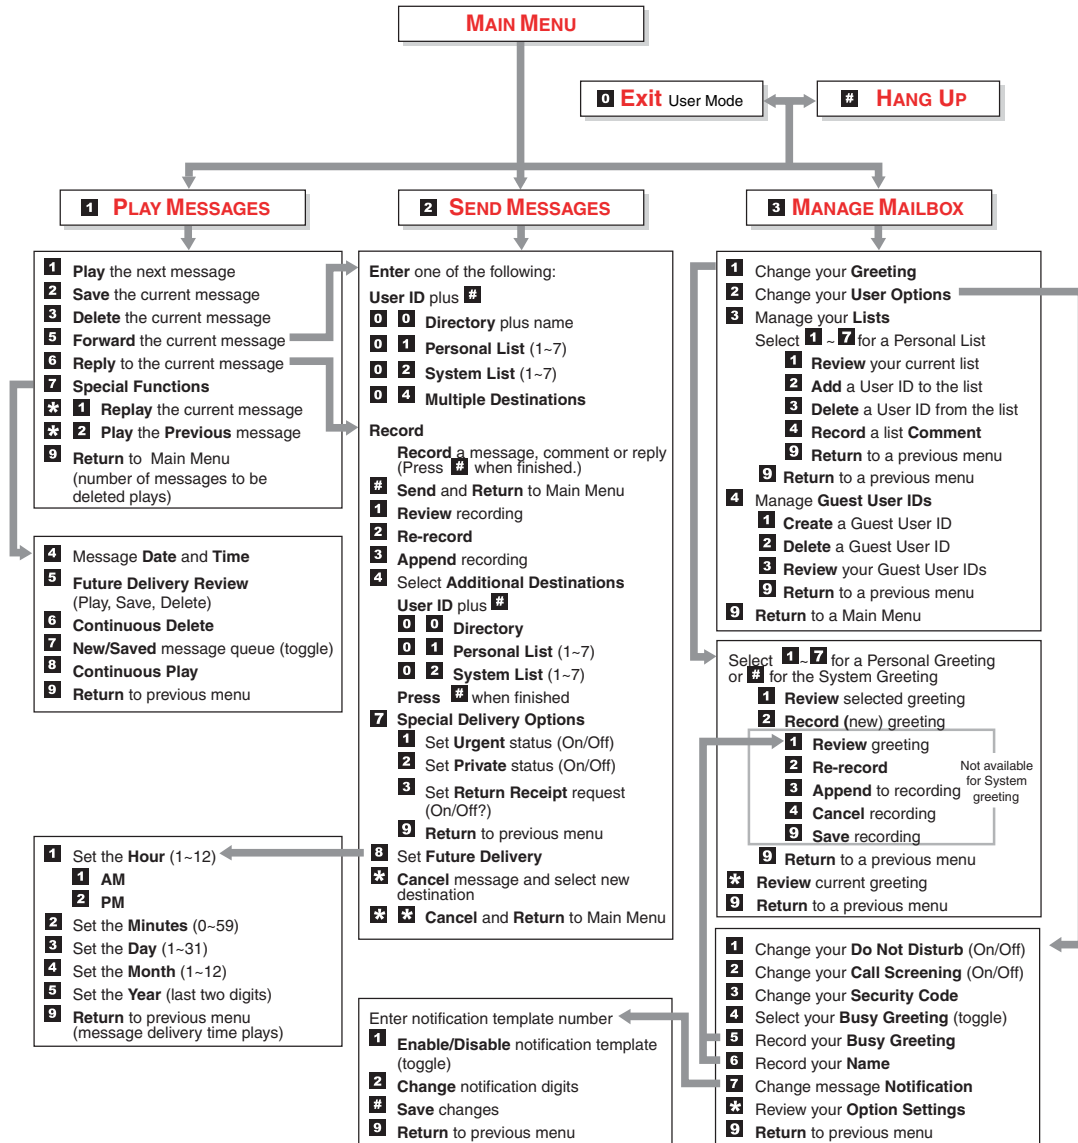 MAIN MENU
0 Exit User Mode
# HANG UP
1 PLAY MESSAGES
2 SEND MESSAGES
3 MANAGE MAILBOX
1 Play the next message
2 Save the current message
3 Delete the current message
5 Forward the current message
6 Reply to the current message
7 Special Functions
* 1 Replay the current message
* 2 Play the Previous message
9 Return to Main Menu
(number of messages to be
deleted plays)
4 Message Date and Time
5 Future Delivery Review
(Play, Save, Delete)
6 Continuous Delete
7 New/Saved message queue (toggle)
8 Continuous Play
9 Return to previous menu
1 Set the Hour (1~12)
1 AM
2 PM
2 Set the Minutes (0~59)
3 Set the Day (1~31)
4 Set the Month (1~12)
5 Set the Year (last two digits)
9 Return to previous menu
(message delivery time plays)
Enter one of the following:
User ID plus #
0 0 Directory plus name
0 1 Personal List (1~7)
0 2 System List (1~7)
0 4 Multiple Destinations
Record
Record a message, comment or reply
(Press # when finished.)
# Send and Return to Main Menu
1 Review recording
2 Re-record
3 Append recording
4 Select Additional Destinations
User ID plus #
0 0 Directory
0 1 Personal List (1~7)
0 2 System List (1~7)
Press # when finished
7 Special Delivery Options
1 Set Urgent status (On/Off)
2 Set Private status (On/Off)
3 Set Return Receipt request
(On/Off?)
9 Return to previous menu
8 Set Future Delivery
* Cancel message and select new
destination
* * Cancel and Return to Main Menu
Enter notification template number
1 Enable/Disable notification template
(toggle)
2 Change notification digits
# Save changes
9 Return to previous menu
1 Change your Greeting
2 Change your User Options
3 Manage your Lists
Select 1 ~ 7 for a Personal List
1 Review your current list
2 Add a User ID to the list
3 Delete a User ID from the list
4 Record a list Comment
9 Return to a previous menu
9 Return to a previous menu
4 Manage Guest User IDs
1 Create a Guest User ID
2 Delete a Guest User ID
3 Review your Guest User IDs
9 Return to a previous menu
9 Return to a Main Menu
Select 1 ~ 7 for a Personal Greeting
or # for the System Greeting
1 Review selected greeting
2 Record (new) greeting
1 Review greeting
2 Re-record
3 Append to recording
4 Cancel recording
9 Save recording
Not available
for System
greeting
9 Return to a previous menu
* Review current greeting
9 Return to a previous menu
1 Change your Do Not Disturb (On/Off)
2 Change your Call Screening (On/Off)
3 Change your Security Code
4 Select your Busy Greeting (toggle)
5 Record your Busy Greeting
6 Record your Name
7 Change message Notification
* Review your Option Settings
9 Return to previous menu